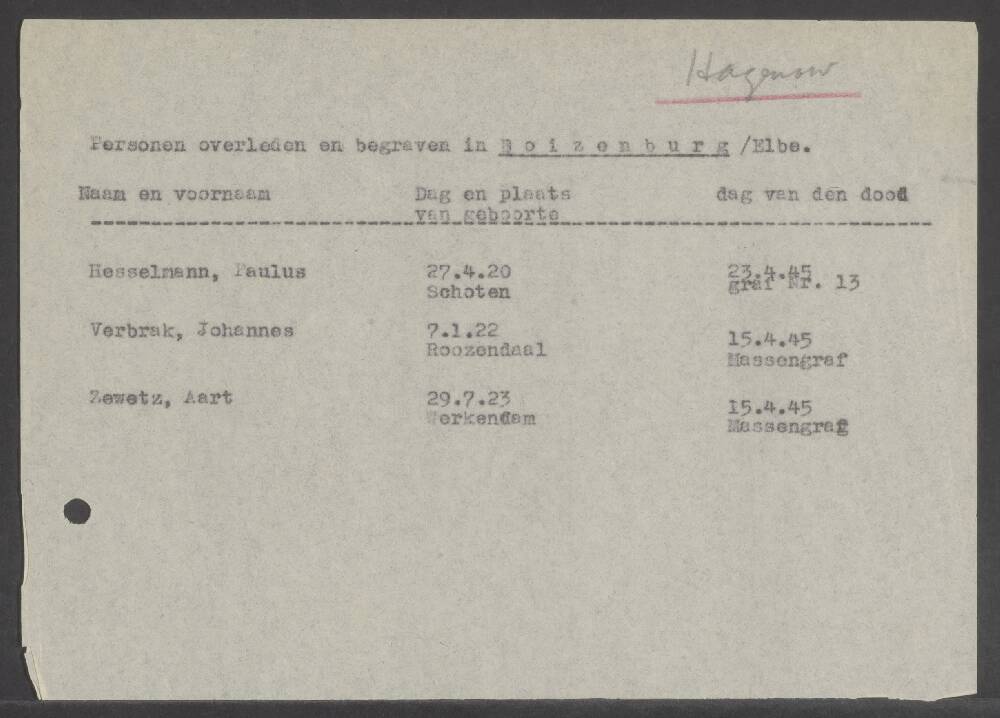 Hagenow
Personen overleden en begraven in B o i z e n b u r g /Elbe.
Naam en voornaam Dag en plaats dag van den dood
van geboorte
Hesselmann, Paulus 27.4.20 23.4.45
Schoten graf Nr. 13
Verbrak, Johannes 7.1.22 15.4.45
Roozendaal Massengraf
Zewetz, Aart 29.7.23 15.4.45
Werkendam Massengraf